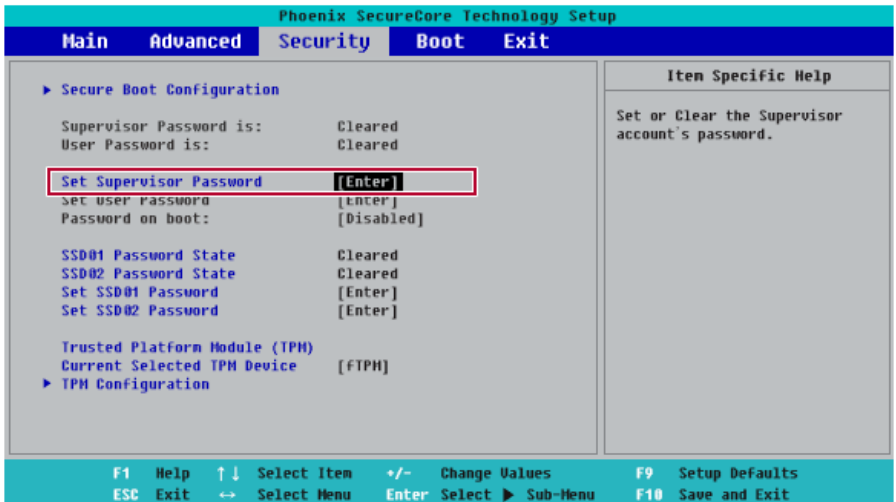 Phoenix SecureCore Technology Setup
Main Advanced Security Boot Exit
▶ Secure Boot Configuration
Supervisor Password is: Cleared
User Password is: Cleared
Set Supervisor Password [Enter]
Set User Password [Enter]
Password on boot: [Disabled]
SSD01 Password State Cleared
SSD02 Password State Cleared
Set SSD01 Password [Enter]
Set SSD02 Password [Enter]
Trusted Platform Module (TPM)
Current Selected TPM Device [fTPM]
▶ TPM Configuration
Item Specific Help
Set or Clear the Supervisor
account's password.
F1 Help ↑↓ Select Item +/- Change Values F9 Setup Defaults
ESC Exit ↔ Select Menu Enter Select ▶ Sub-Menu F10 Save and Exit